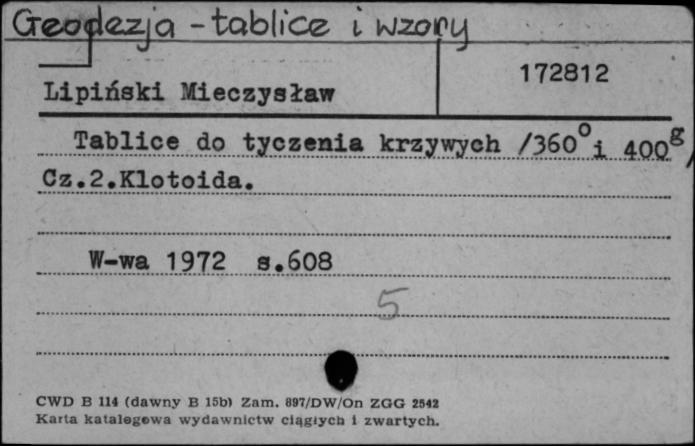 Geodezja - tablice i wzory
172812
Lipiński Mieczysław
Tablice do tyczenia krzywych /360° i 400g/
Cz.2.Klotoida.
W-wa 1972 s.608
5
CWD B 114 (dawny B 15b) Zam. 897/DW/On ZGG 2542
Karta katalogowa wydawnictw ciągłych i zwartych.